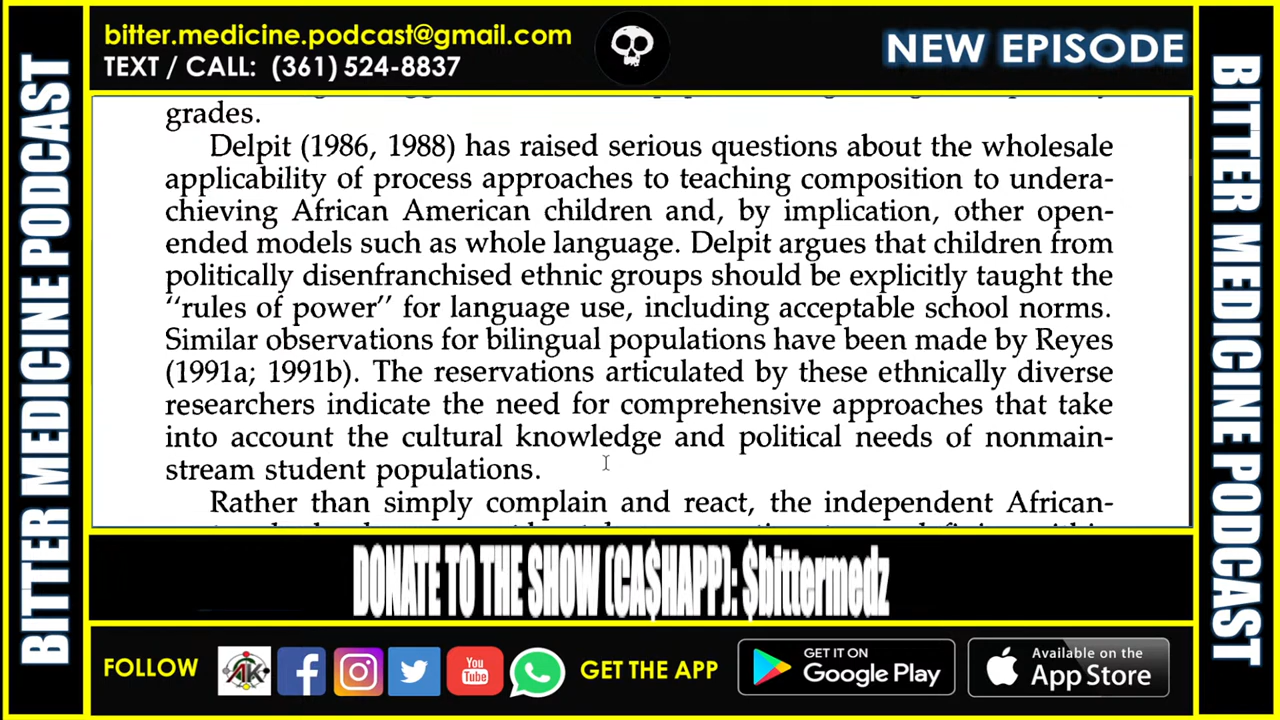 bitter.medicine.podcast@gmail.com
TEXT / CALL: (361) 524-8837
NEW EPISODE
BITTER MEDICINE PODCAST
BITTER MEDICINE PODCAST
grades.
Delpit (1986, 1988) has raised serious questions about the wholesale
applicability of process approaches to teaching composition to undera-
chieving African American children and, by implication, other open-
ended models such as whole language. Delpit argues that children from
politically disenfranchised ethnic groups should be explicitly taught the
‘‘rules of power’’ for language use, including acceptable school norms.
Similar observations for bilingual populations have been made by Reyes
(1991a; 1991b). The reservations articulated by these ethnically diverse
researchers indicate the need for comprehensive approaches that take
into account the cultural knowledge and political needs of nonmain-
stream student populations.
Rather than simply complain and react, the independent African-
DONATE TO THE SHOW (CA$HAPP): $bittermedz
FOLLOW
ATK
You
Tube
GET THE APP
GET IT ON
Google Play
Available on the
App Store